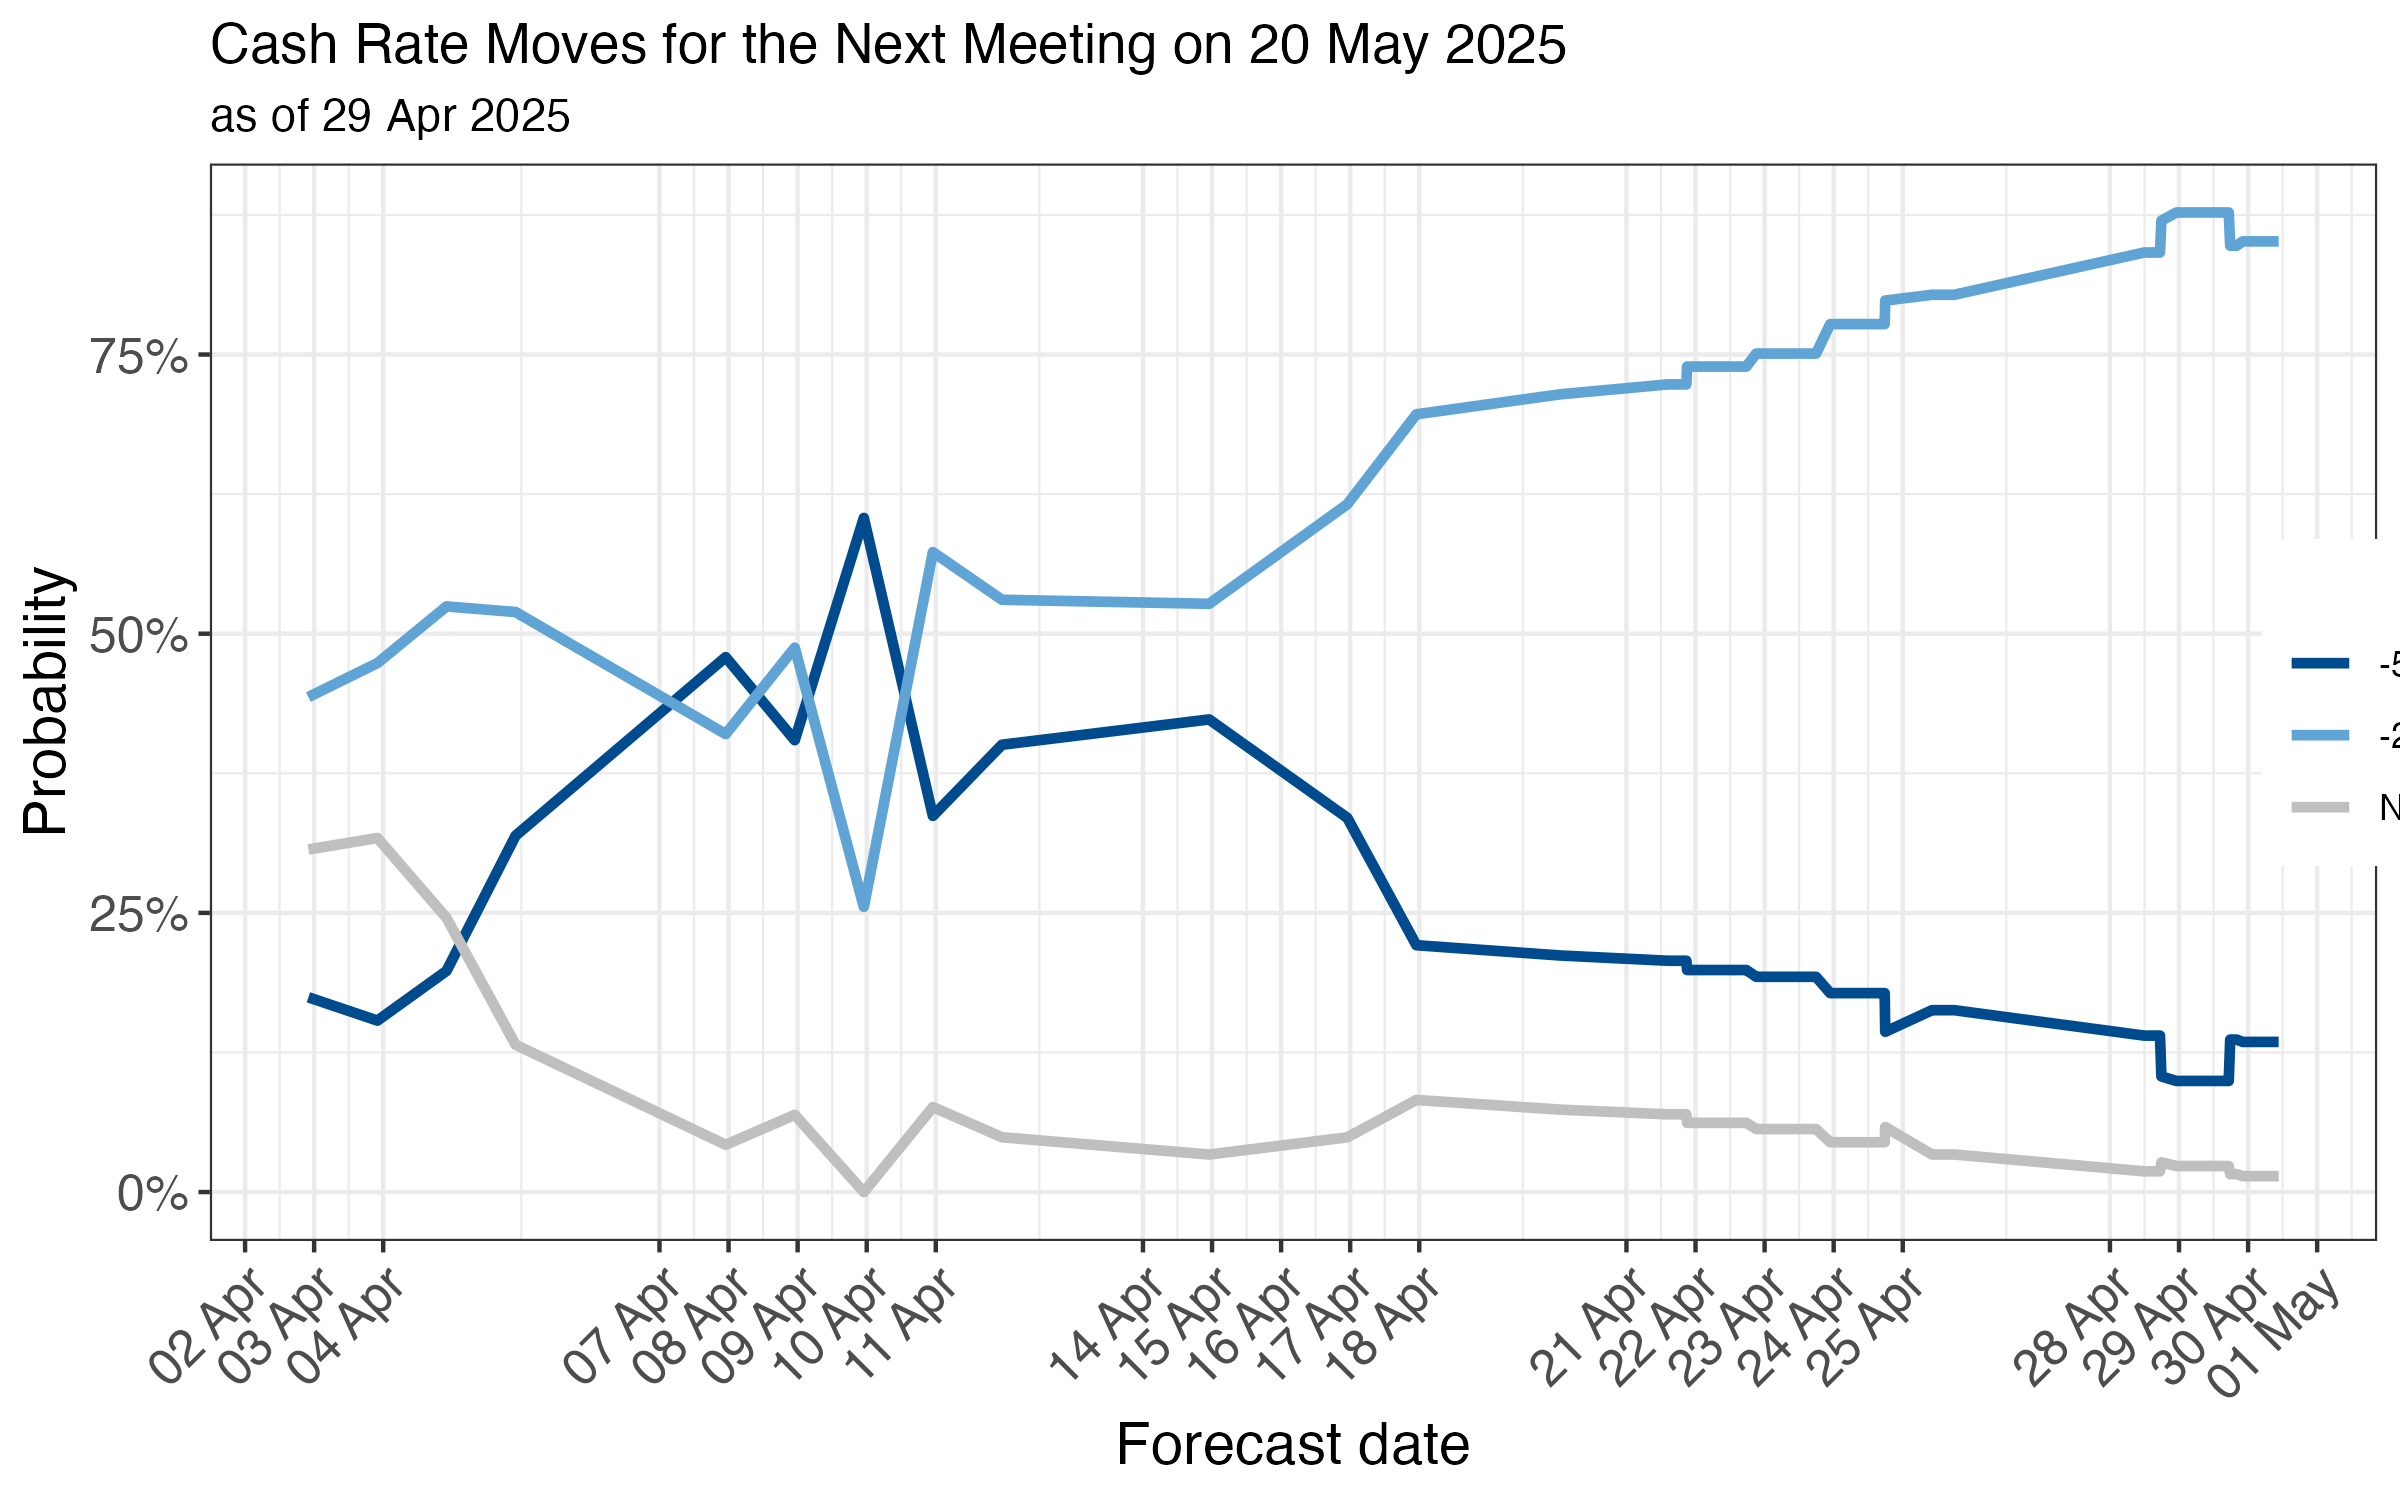 Cash Rate Moves for the Next Meeting on 20 May 2025
as of 29 Apr 2025
Probability
75%
50%
25%
0%
-5
-2
N
02 Apr
03 Apr
04 Apr
07 Apr
08 Apr
09 Apr
10 Apr
11 Apr
14 Apr
15 Apr
16 Apr
17 Apr
18 Apr
21 Apr
22 Apr
23 Apr
24 Apr
25 Apr
28 Apr
29 Apr
30 Apr
01 May
Forecast date